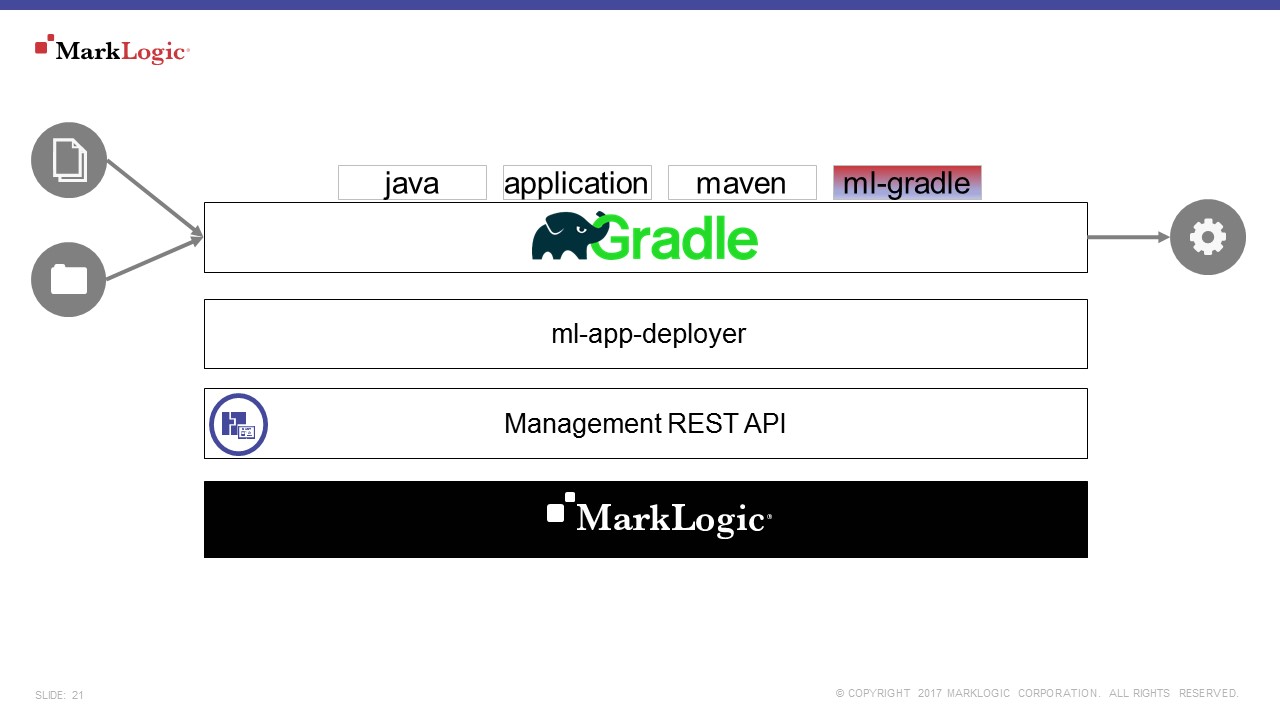 MarkLogic®
java application maven ml-gradle
Gradle
ml-app-deployer
Management REST API
MarkLogic®
SLIDE: 21
© COPYRIGHT 2017 MARKLOGIC CORPORATION. ALL RIGHTS RESERVED.